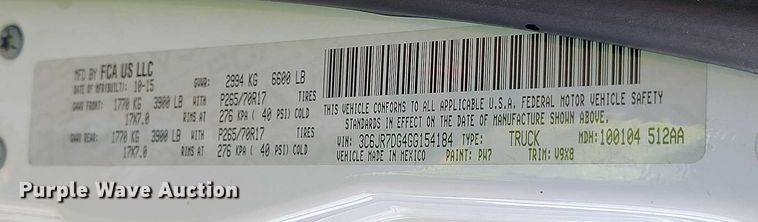 MFD BY FCA US LLC
DATE OF MFR(BUILT): 10-15 GVWR: 2994 KG 6600 LB
GAWR FRONT: 1770 KG 3900 LB WITH P265/70R17 TIRES
17X7.0 RIMS AT 276 KPA ( 40 PSI) COLD
GAWR REAR: 1770 KG 3900 LB WITH P265/70R17 TIRES
17X7.0 RIMS AT 276 KPA ( 40 PSI) COLD
THIS VEHICLE CONFORMS TO ALL APPLICABLE U.S.A. FEDERAL MOTOR VEHICLE SAFETY
STANDARDS IN EFFECT ON THE DATE OF MANUFACTURE SHOWN ABOVE.
VIN: 3C6JR7DG4GG154184 TYPE: TRUCK MDH: 100104 512AA
VEHICLE MADE IN MEXICO PAINT: PW7 TRIM: V9X8
Purple Wave Auction